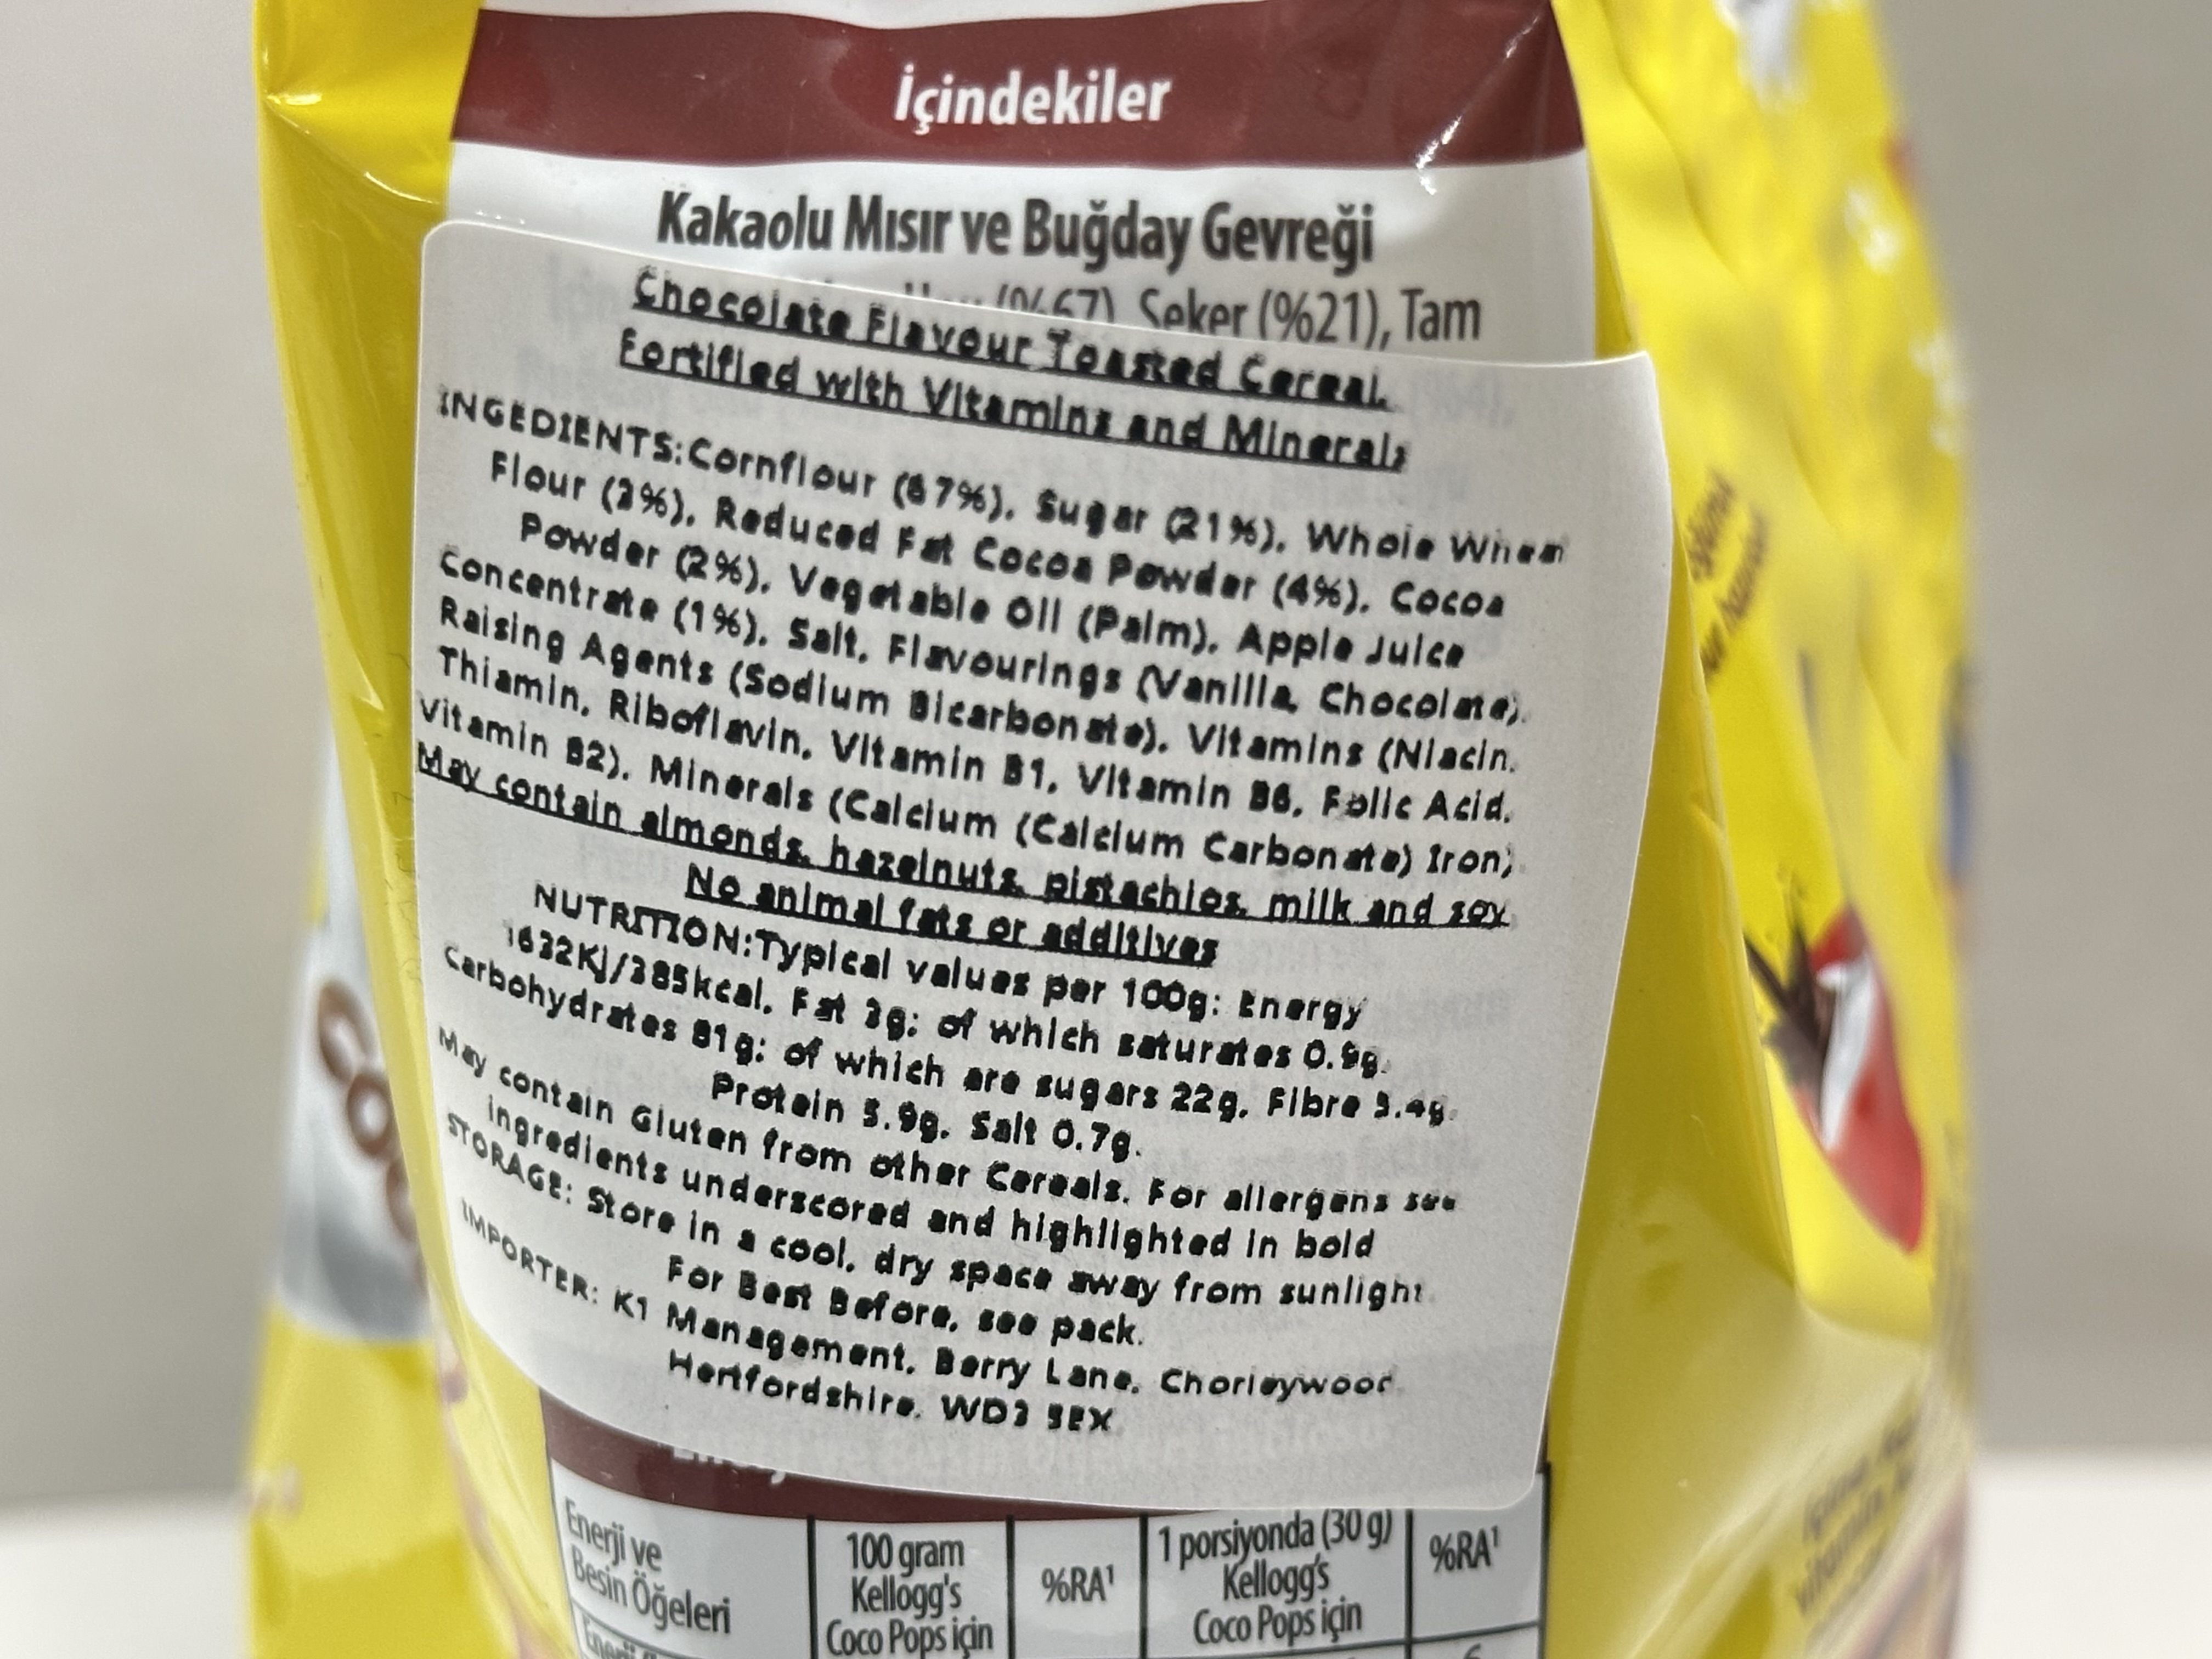 İçindekiler
Kakaolu Mısır ve Buğday Gevreği
(%67), Şeker (%21), Tam
Chocolate Flavour Toasted Cereal,
Fortified with Vitamins and Minerals
INGEDIENTS:Cornflour (67%), Sugar (21%), Whole Wheat
Flour (3%), Reduced Fat Cocoa Powder (4%), Cocoa
Powder (2%), Vegetable Oil (Palm), Apple Juice
Concentrate (1%), Salt, Flavourings (Vanilla, Chocolate),
Raising Agents (Sodium Bicarbonate), Vitamins (Niacin,
Thiamin, Riboflavin, Vitamin B1, Vitamin B6, Folic Acid,
Vitamin B2), Minerals (Calcium (Calcium Carbonate) Iron)
May contain almonds, hazelnuts, pistachios, milk and soy
No animal fats or additives
NUTRITION:Typical values per 100g: Energy
1632Kj/385kcal, Fat 3g; of which saturates 0.9g,
Carbohydrates 81g; of which are sugars 22g, Fibre
Protein 5.9g, Salt 0.7g.
May contain Gluten from other Cereals. For allergens see
ingredients underscored and highlighted in bold
STORAGE: Store in a cool, dry space away from sunlight
For Best Before, see pack.
IMPORTER: K1 Management, Berry Lane, Chorleywood
Hertfordshire. WD3 5EX
Enerji ve
Besin Öğeleri
100 gram
Kellogg's
Coco Pops için
%RA¹
1 porsiyonda (30 g)
Kellogg's
Coco Pops için
%RA¹